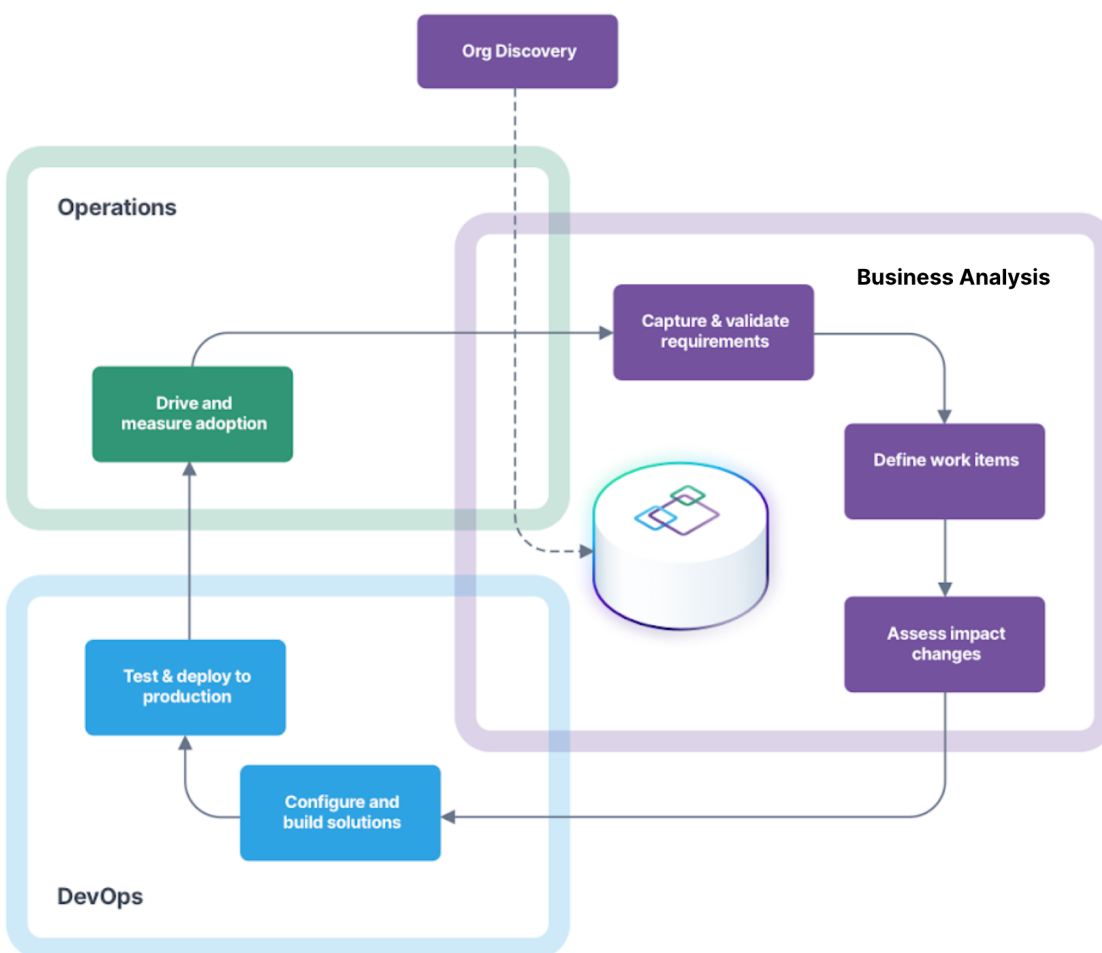 Org Discovery
Operations
Business Analysis
Capture & validate
requirements
Drive and
measure adoption
Define work items
Assess impact
changes
Test & deploy to
production
Configure and
build solutions
DevOps